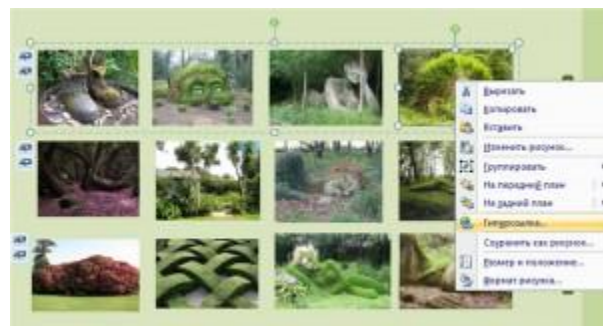 Вырезать
Копировать
Вставить
Изменить рисунок...
Группировать
На передний план
На задний план
Гиперссылка...
Сохранить как рисунок...
Размер и положение...
Формат рисунка...